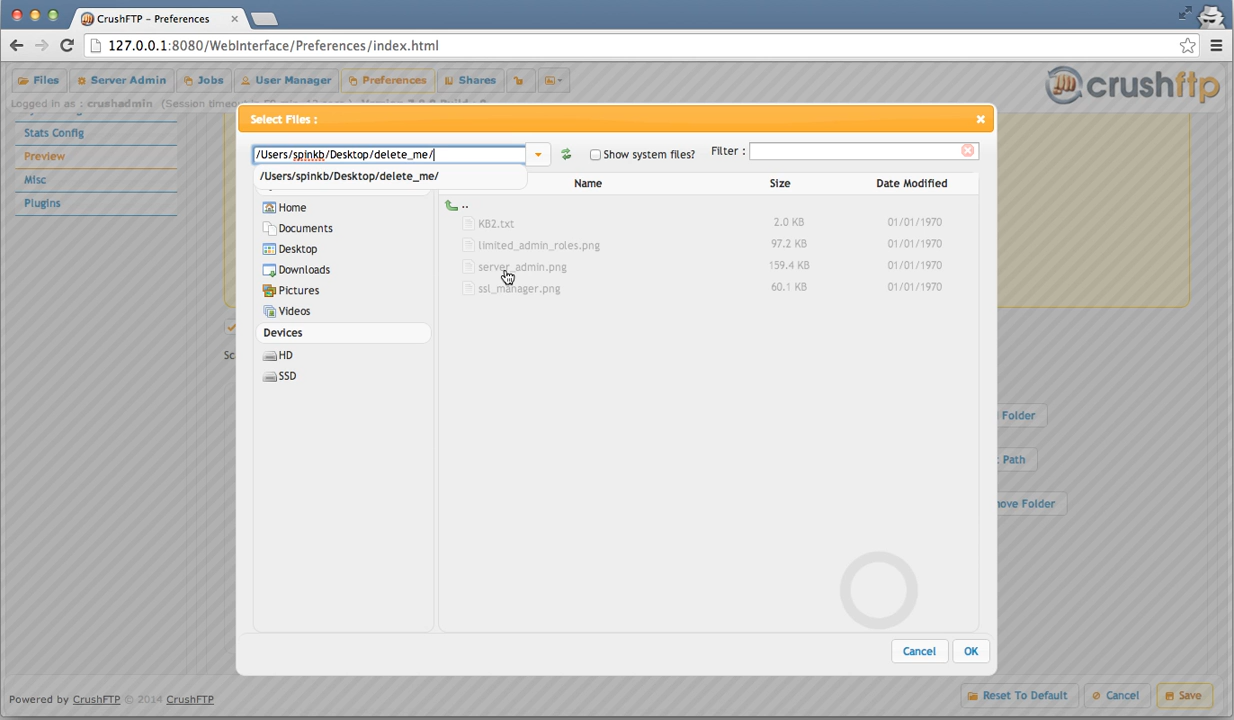 CrushFTP – Preferences
127.0.0.1:8080/WebInterface/Preferences/index.html
Files
Server Admin
Jobs
User Manager
Preferences
Shares
crushftp
Logged in as : crushadmin (Session timeout in
Stats Config
Preview
Misc
Plugins
Select Files :
/Users/spinkb/Desktop/delete_me/
/Users/spinkb/Desktop/delete_me/
Show system files?
Filter :
Name Size Date Modified
Home
Documents
Desktop
Downloads
Pictures
Videos
Devices
HD
SSD
..
KB2.txt 2.0 KB 01/01/1970
limited_admin_roles.png 97.2 KB 01/01/1970
server_admin.png 159.4 KB 01/01/1970
ssl_manager.png 60.1 KB 01/01/1970
Sc
Folder
Path
ove Folder
Cancel
OK
Powered by CrushFTP © 2014 CrushFTP
Reset To Default
Cancel
Save